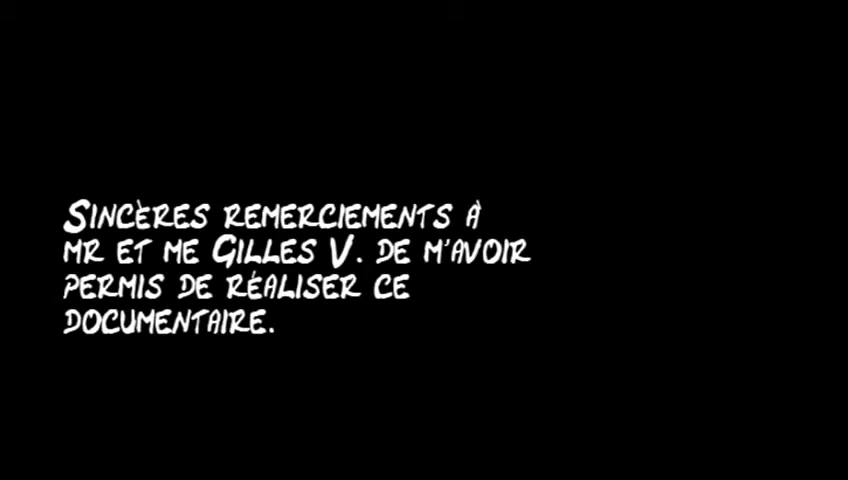 Sincères remerciements à
mr et me Gilles V. de m'avoir
permis de réaliser ce
documentaire.